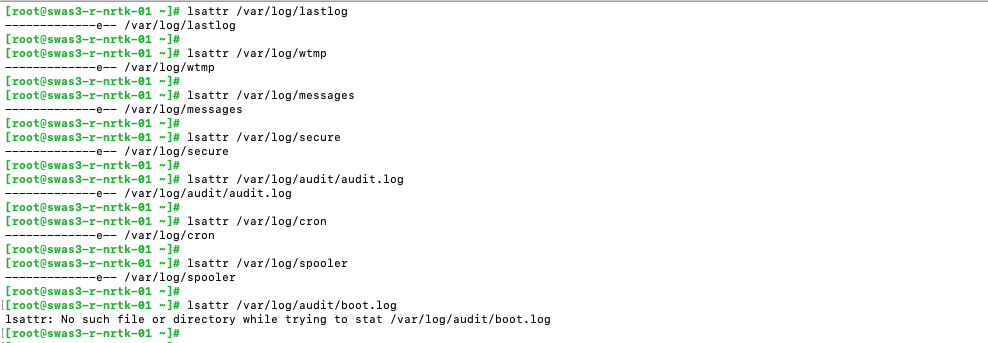 [root@swas3-r-nrtk-01 ~]# lsattr /var/log/lastlog
-------------e-- /var/log/lastlog
[root@swas3-r-nrtk-01 ~]#
[root@swas3-r-nrtk-01 ~]# lsattr /var/log/wtmp
-------------e-- /var/log/wtmp
[root@swas3-r-nrtk-01 ~]#
[root@swas3-r-nrtk-01 ~]# lsattr /var/log/messages
-------------e-- /var/log/messages
[root@swas3-r-nrtk-01 ~]#
[root@swas3-r-nrtk-01 ~]# lsattr /var/log/secure
-------------e-- /var/log/secure
[root@swas3-r-nrtk-01 ~]#
[root@swas3-r-nrtk-01 ~]# lsattr /var/log/audit/audit.log
-------------e-- /var/log/audit/audit.log
[root@swas3-r-nrtk-01 ~]#
[root@swas3-r-nrtk-01 ~]# lsattr /var/log/cron
-------------e-- /var/log/cron
[root@swas3-r-nrtk-01 ~]#
[root@swas3-r-nrtk-01 ~]# lsattr /var/log/spooler
-------------e-- /var/log/spooler
[root@swas3-r-nrtk-01 ~]#
[[root@swas3-r-nrtk-01 ~]# lsattr /var/log/audit/boot.log
lsattr: No such file or directory while trying to stat /var/log/audit/boot.log
[[root@swas3-r-nrtk-01 ~]#